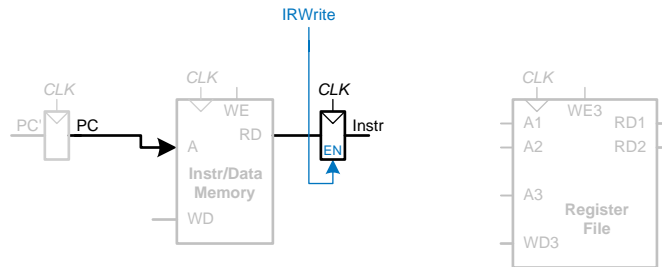 IRWrite
CLK
CLK
CLK
CLK
PC'
PC
WE
WE3
A
RD
Instr
EN
A1
RD1
A2
RD2
Instr/Data
Memory
A3
WD
Register
File
WD3